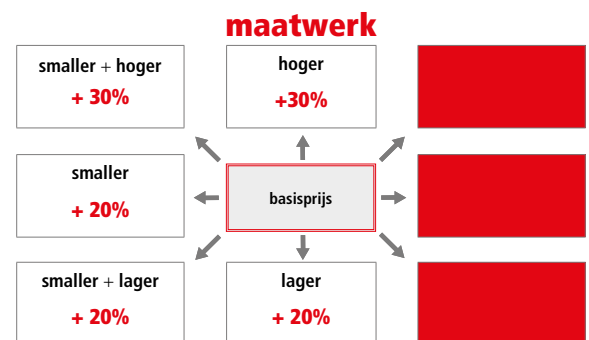 maatwerk
smaller + hoger
+ 30%
hoger
+30%
smaller
+ 20%
basisprijs
smaller + lager
+ 20%
lager
+ 20%